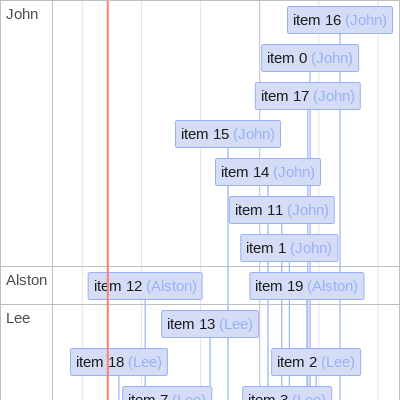 John
item 16 (John)
item 0 (John)
item 17 (John)
item 15 (John)
item 14 (John)
item 11 (John)
item 1 (John)
Alston
item 12 (Alston)
item 19 (Alston)
Lee
item 13 (Lee)
item 18 (Lee)
item 2 (Lee)
item 7 (Lee)
item 3 (Lee)